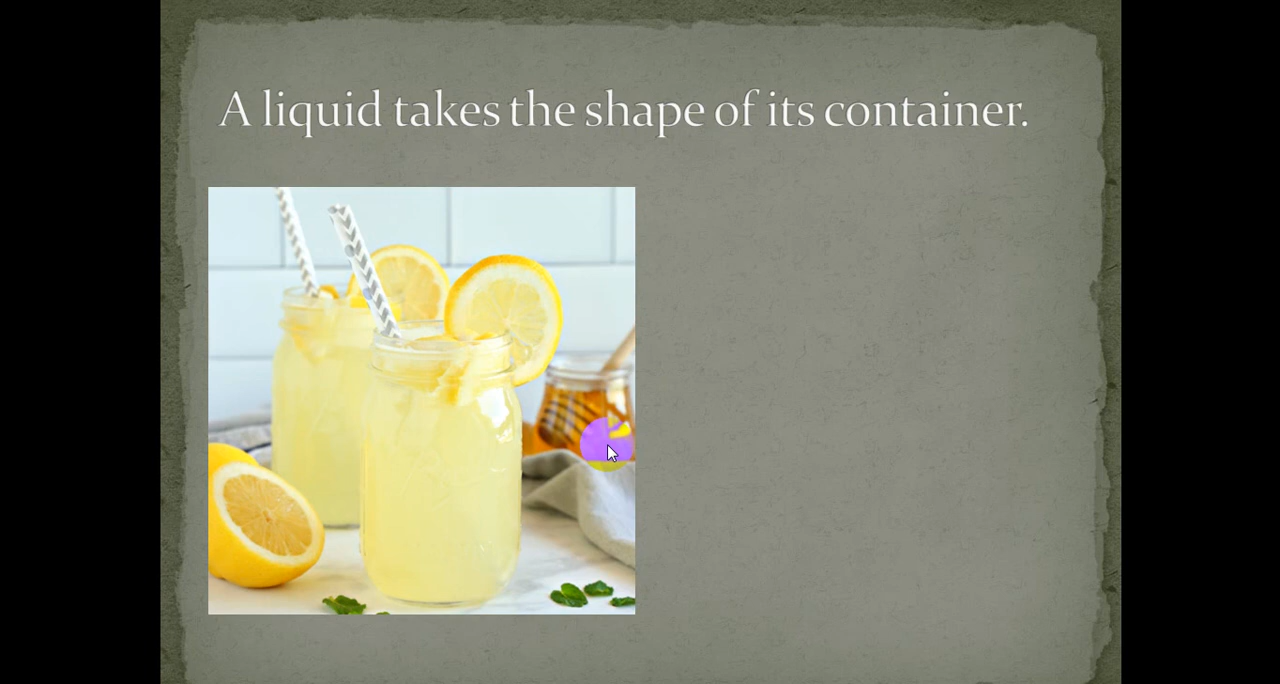 A liquid takes the shape of its container.